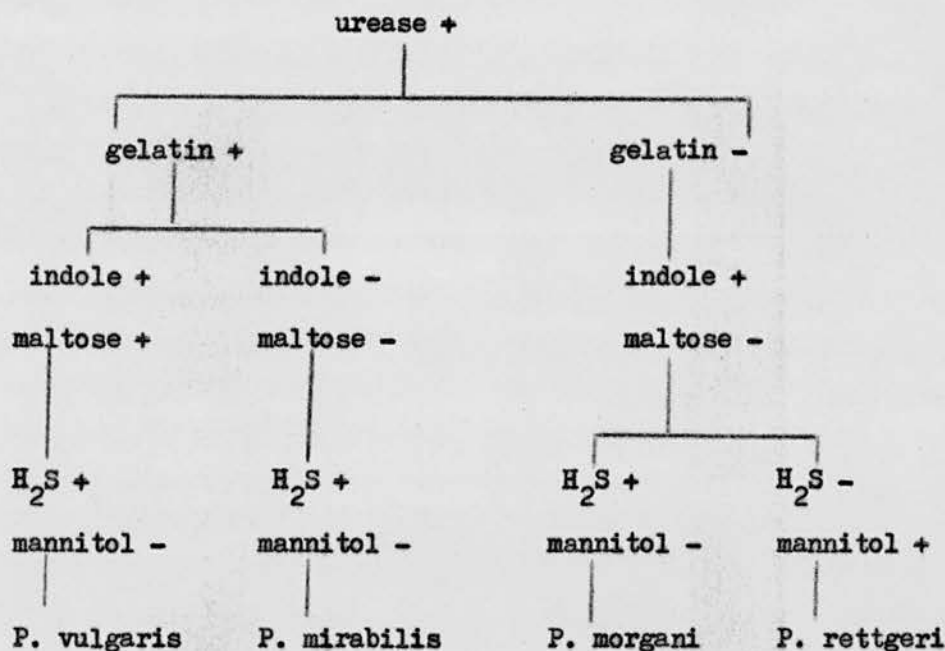 urease +
gelatin + gelatin -
indole + indole - indole +
maltose + maltose - maltose -
H2S + H2S + H2S + H2S -
mannitol - mannitol - mannitol - mannitol +
P. vulgaris P. mirabilis P. morgani P. rettgeri